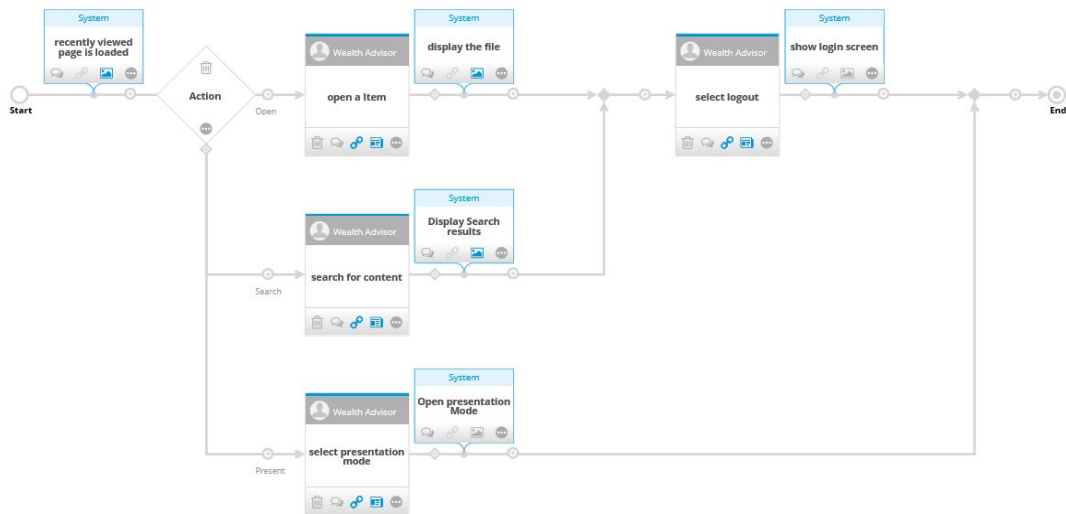 System
recently viewed
page is loaded
Start
Action
Open
Wealth Advisor
open a Item
System
display the file
Wealth Advisor
select logout
System
show login screen
End
Search
Wealth Advisor
search for content
System
Display Search
results
Present
Wealth Advisor
select presentation
mode
System
Open presentation
Mode